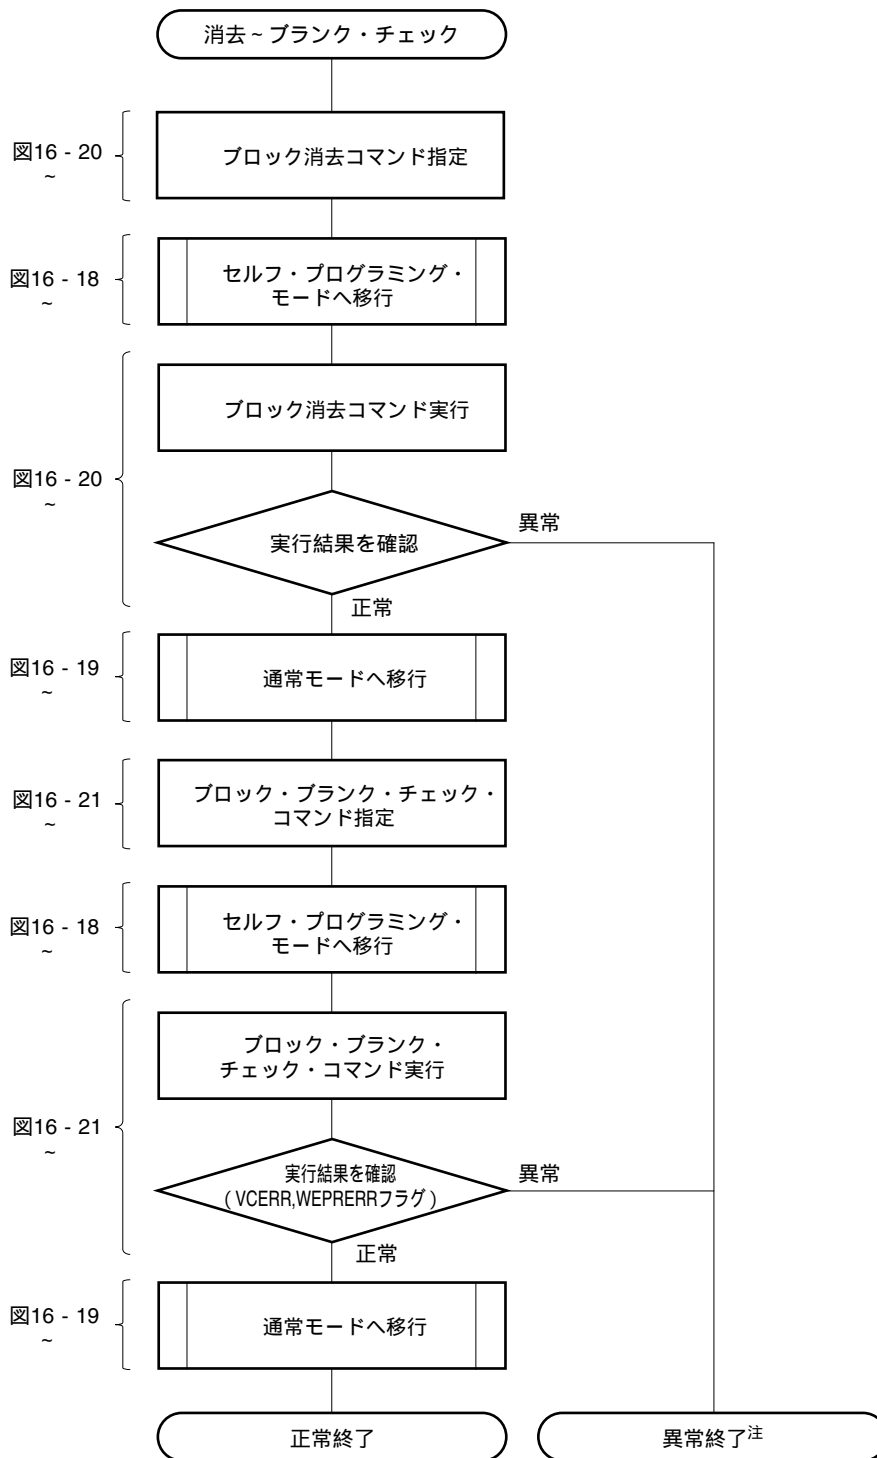 消去～ブランク・チェック
図16 - 20
～
ブロック消去コマンド指定
図16 - 18
～
セルフ・プログラミング・
モードへ移行
ブロック消去コマンド実行
図16 - 20
～
実行結果を確認
異常
正常
図16 - 19
～
通常モードへ移行
図16 - 21
～
ブロック・ブランク・チェック・
コマンド指定
図16 - 18
～
セルフ・プログラミング・
モードへ移行
ブロック・ブランク・
チェック・コマンド実行
図16 - 21
～
実行結果を確認
(VCERR,WEPRERRフラグ)
異常
正常
図16 - 19
～
通常モードへ移行
正常終了
異常終了注